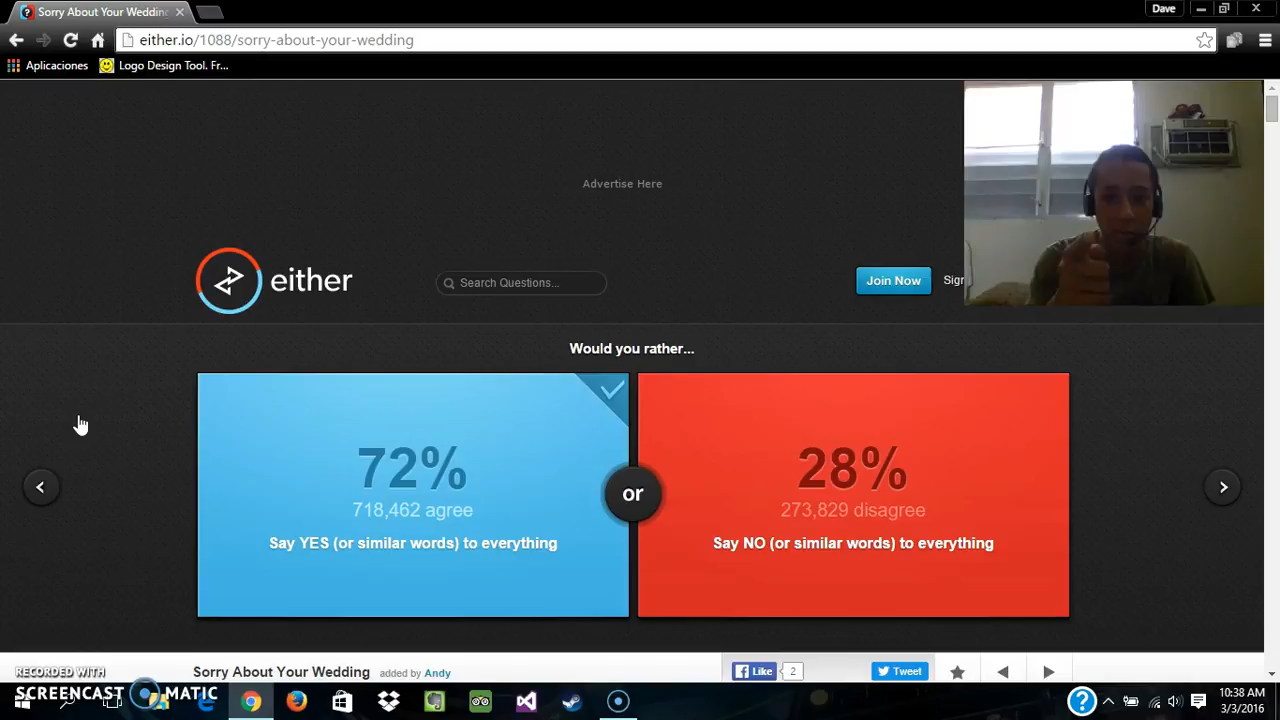 Sorry About Your Wedding
Dave
either.io/1088/sorry-about-your-wedding
Aplicaciones
Logo Design Tool. Fr...
Advertise Here
either
Search Questions...
Join Now
Sign
Would you rather...
72%
718,462 agree
Say YES (or similar words) to everything
or
28%
273,829 disagree
Say NO (or similar words) to everything
Sorry About Your Wedding added by Andy
Like
2
Tweet
RECORDED WITH
SCREENCAST MATIC
10:38 AM
3/3/2016